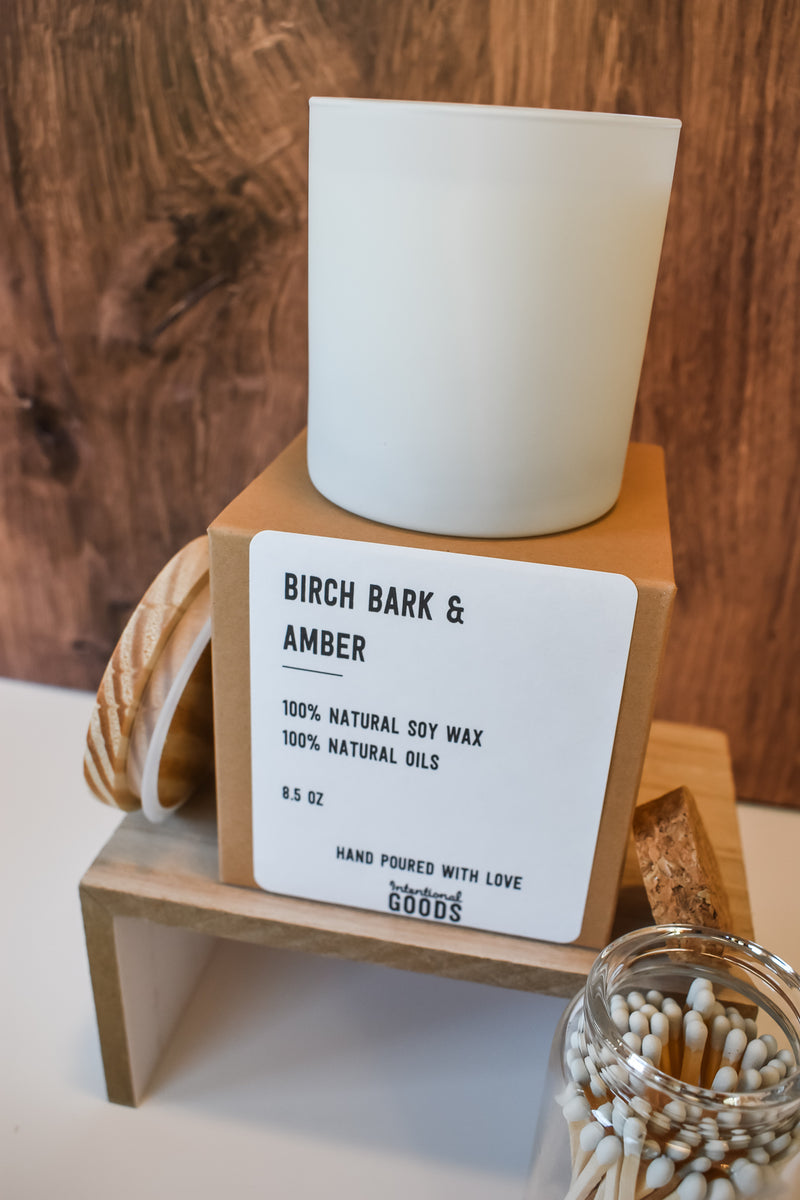 BIRCH BARK &
AMBER
100% NATURAL SOY WAX
100% NATURAL OILS
8.5 OZ
HAND POURED WITH LOVE
Intentional
GOODS